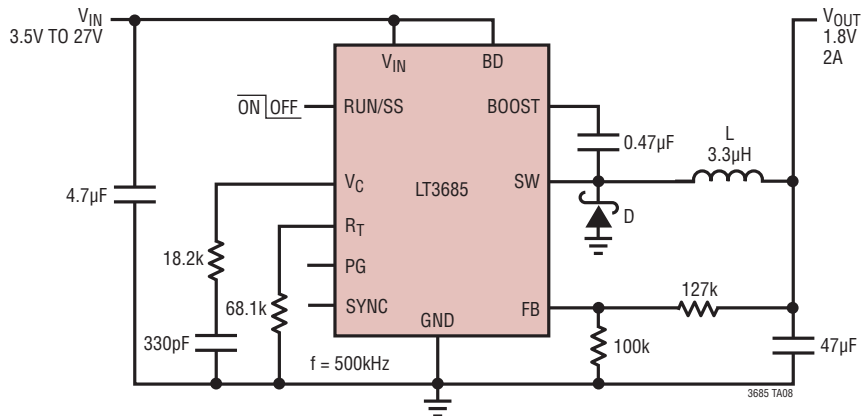 VIN
3.5V TO 27V
VOUT
1.8V
2A
VIN
BD
ON OFF
RUN/SS
BOOST
0.47µF
L
3.3µH
4.7µF
VC
LT3685
SW
D
RT
18.2k
PG
68.1k
127k
SYNC
FB
GND
330pF
f = 500kHz
100k
47µF
3685 TA08